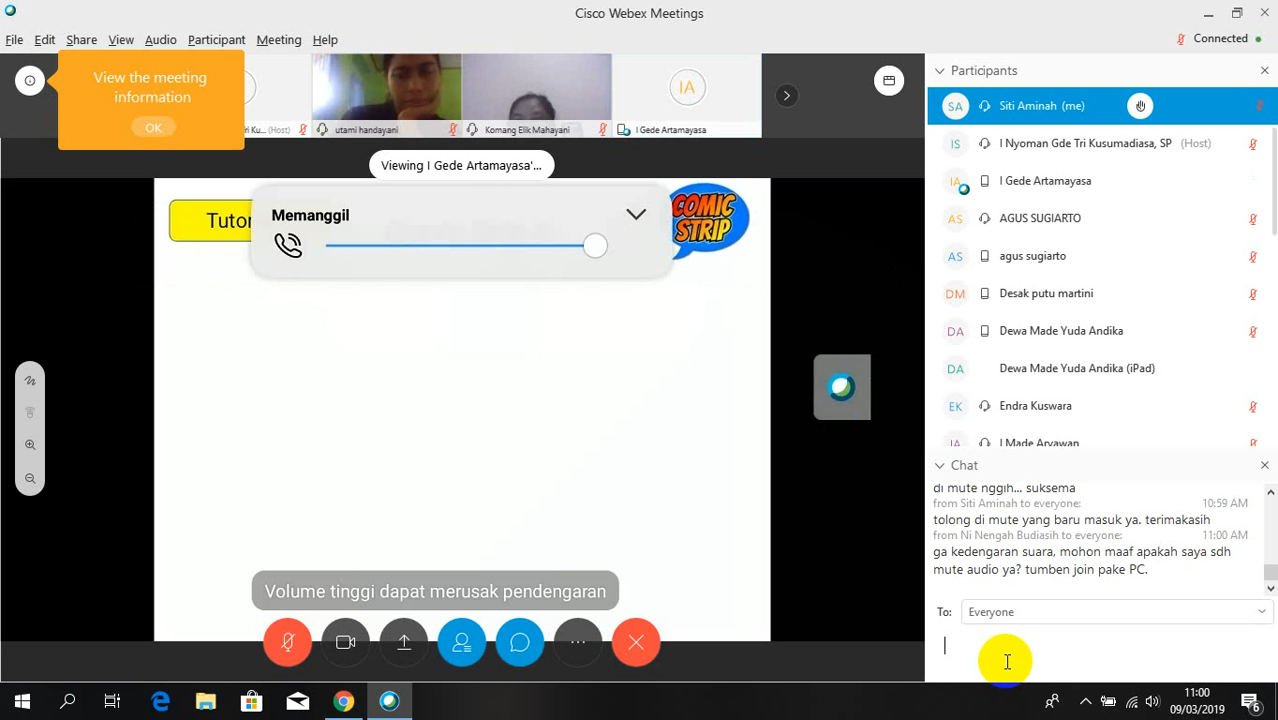 Cisco Webex Meetings
File Edit Share View Audio Participant Meeting Help
Connected
View the meeting
information
OK
ri Ku... (Host)
utami handayani
Komang Elik Mahayani
IA
I Gede Artamayasa
Viewing I Gede Artamayasa'...
Tutor
Memanggil
COMIC
STRIP
Volume tinggi dapat merusak pendengaran
Participants
SA Siti Aminah (me)
IS I Nyoman Gde Tri Kusumadiasa, SP (Host)
IA I Gede Artamayasa
AS AGUS SUGIARTO
AS agus sugiarto
DM Desak putu martini
DA Dewa Made Yuda Andika
DA Dewa Made Yuda Andika (iPad)
EK Endra Kuswara
IA I Made Aryawan
Chat
di mute nggih... suksema
from Siti Aminah to everyone: 10:59 AM
tolong di mute yang baru masuk ya. terimakasih
from Ni Nengah Budiasih to everyone: 11:00 AM
ga kedengaran suara, mohon maaf apakah saya sdh
mute audio ya? tumben join pake PC.
To: Everyone
11:00
09/03/2019
6